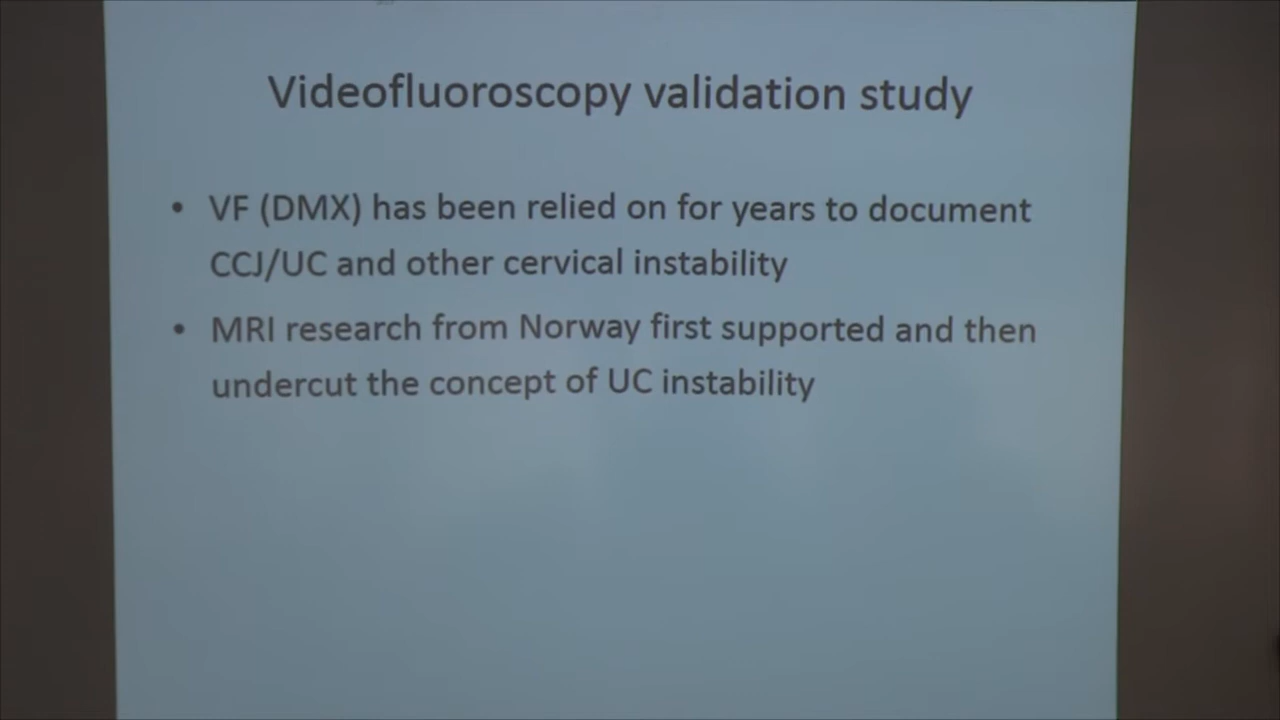 Videofluoroscopy validation study
• VF (DMX) has been relied on for years to document
CCJ/UC and other cervical instability
• MRI research from Norway first supported and then
undercut the concept of UC instability